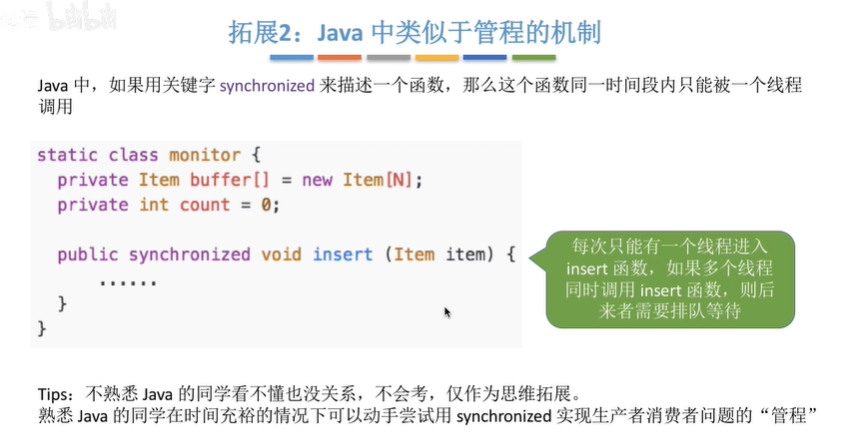 bilibili
拓展2：Java 中类似于管程的机制
Java 中，如果用关键字 synchronized 来描述一个函数，那么这个函数同一时间段内只能被一个线程
调用
static class monitor {
private Item buffer[] = new Item[N];
private int count = 0;
public synchronized void insert (Item item) {
......
}
}
每次只能有一个线程进入
insert 函数，如果多个线程
同时调用 insert 函数，则后
来者需要排队等待
Tips：不熟悉 Java 的同学看不懂也没关系，不会考，仅作为思维拓展。
熟悉 Java 的同学在时间充裕的情况下可以动手尝试用 synchronized 实现生产者消费者问题的“管程”